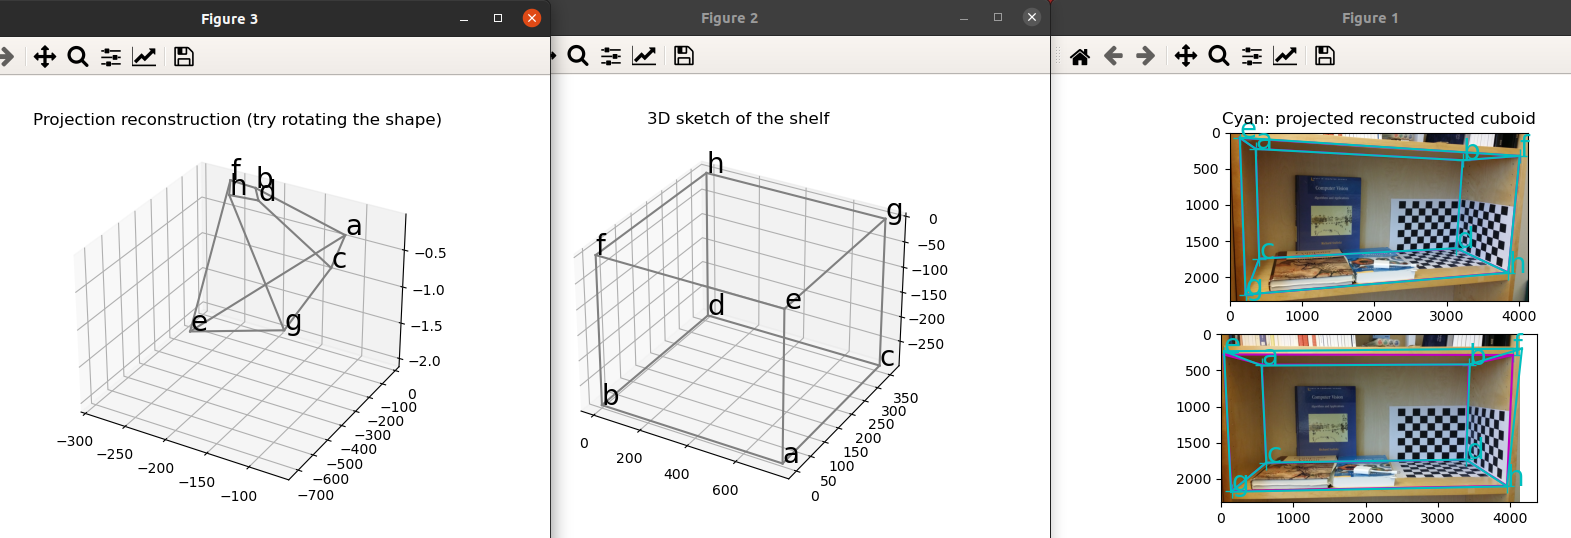 Figure 3
Projection reconstruction (try rotating the shape)
f
b
h
d
a
c
e
g
−0.5
−1.0
−1.5
−2.0
0
−100
−200
−300
−400
−500
−600
−700
−300
−250
−200
−150
−100
Figure 2
3D sketch of the shelf
h
g
f
e
d
c
b
a
0
−50
−100
−150
−200
−250
350
300
250
200
150
100
50
0
0
200
400
600
Figure 1
Cyan: projected reconstructed cuboid
e
a
b
f
c
d
g
h
Computer Vision
0
500
1000
1500
2000
0
1000
2000
3000
4000
e
a
b
f
c
d
g
h
Computer Vision
0
500
1000
1500
2000
0
1000
2000
3000
4000